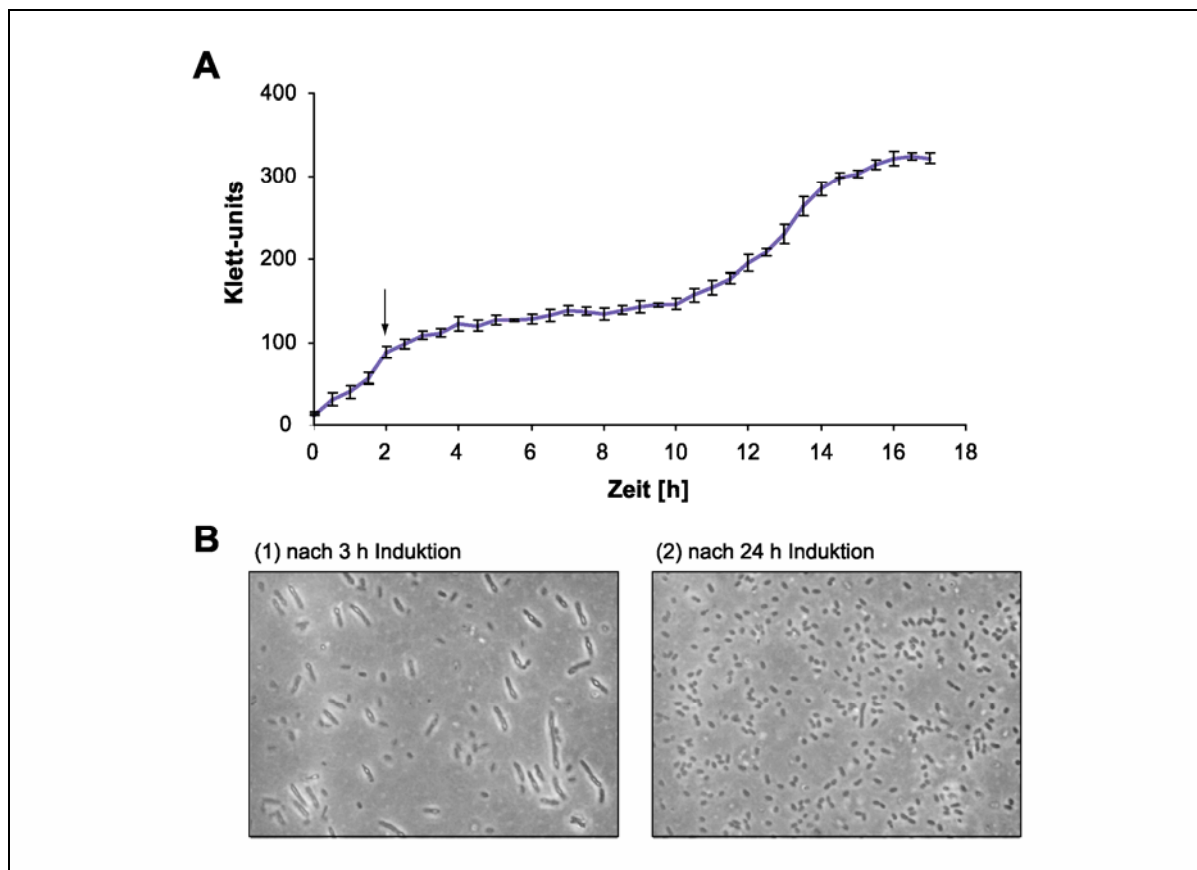 A
400
300
200
100
0
Klett-units
0 2 4 6 8 10 12 14 16 18
Zeit [h]
B
(1) nach 3 h Induktion
(2) nach 24 h Induktion